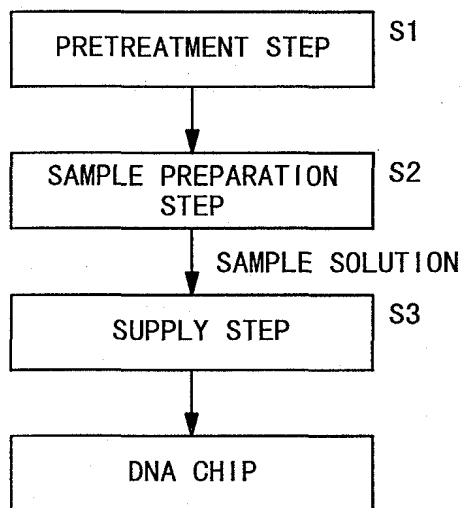 PRETREATMENT STEP
S1
SAMPLE PREPARATION
STEP
S2
SAMPLE SOLUTION
SUPPLY STEP
S3
DNA CHIP